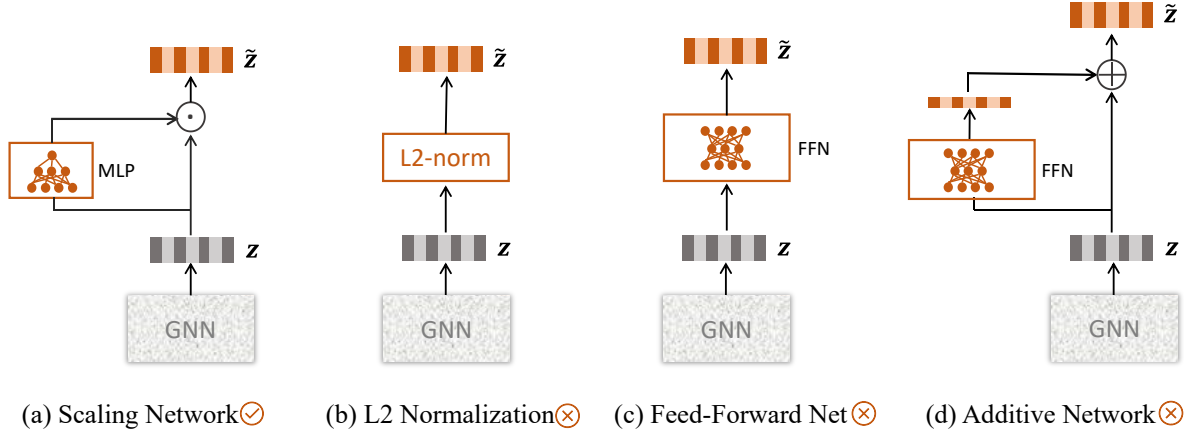 z̃
MLP
z
GNN
(a) Scaling Network
z̃
L2-norm
z
GNN
(b) L2 Normalization
z̃
FFN
z
GNN
(c) Feed-Forward Net
z̃
FFN
z
GNN
(d) Additive Network